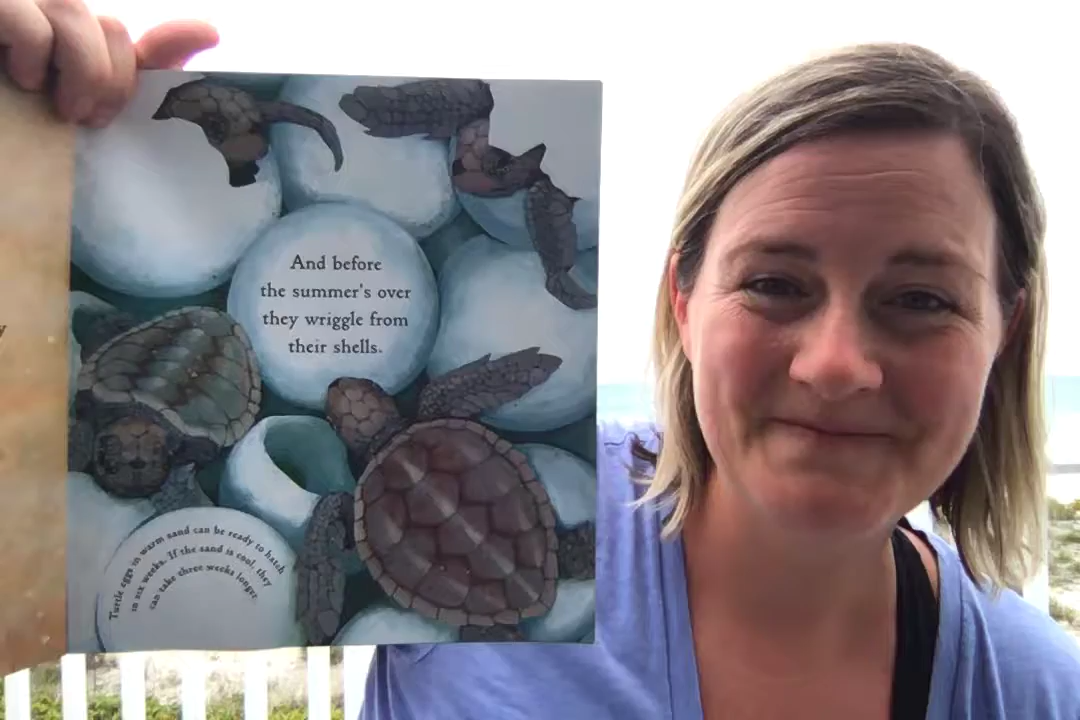 And before
the summer's over
they wriggle from
their shells.
Turtle eggs in warm sand can be ready to hatch
in six weeks. If the sand is cool, they
can take three weeks longer.